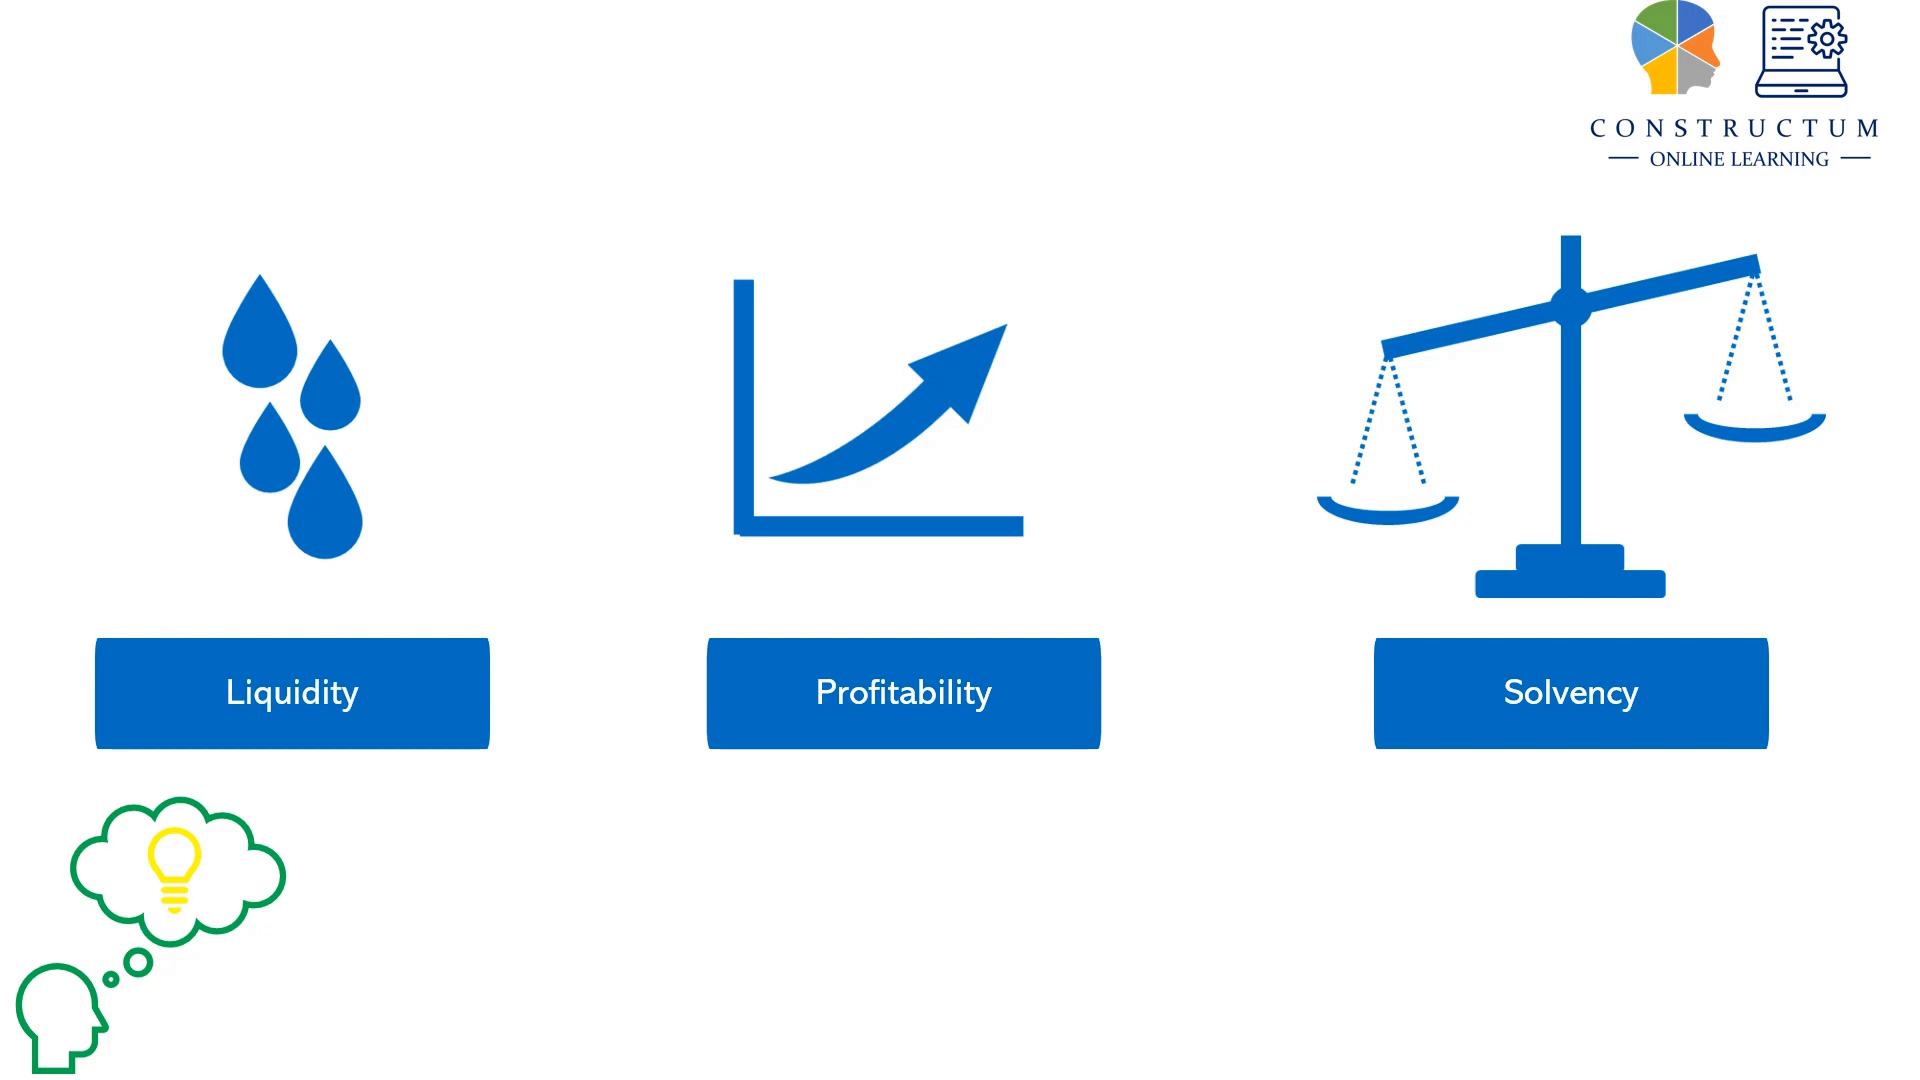 CONSTRUCTUM
ONLINE LEARNING
Liquidity
Profitability
Solvency